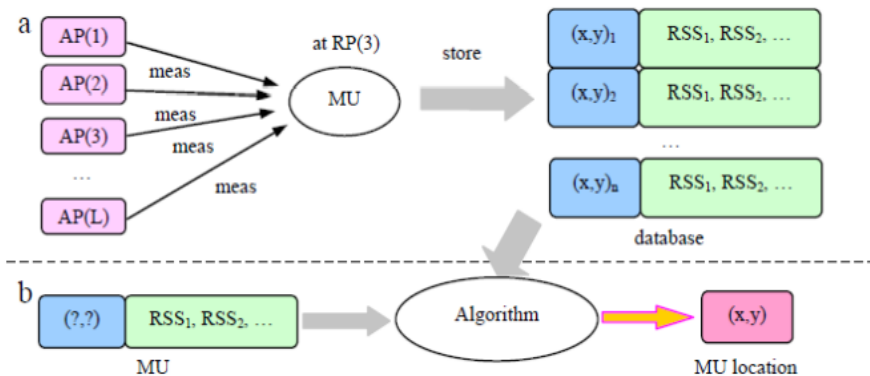 a
AP(1)
AP(2)
AP(3)
...
AP(L)
meas
meas
meas
meas
at RP(3)
MU
store
(x,y)₁ RSS₁, RSS₂, ...
(x,y)₂ RSS₁, RSS₂, ...
...
(x,y)ₙ RSS₁, RSS₂, ...
database
b
(?,?) RSS₁, RSS₂, ...
MU
Algorithm
(x,y)
MU location